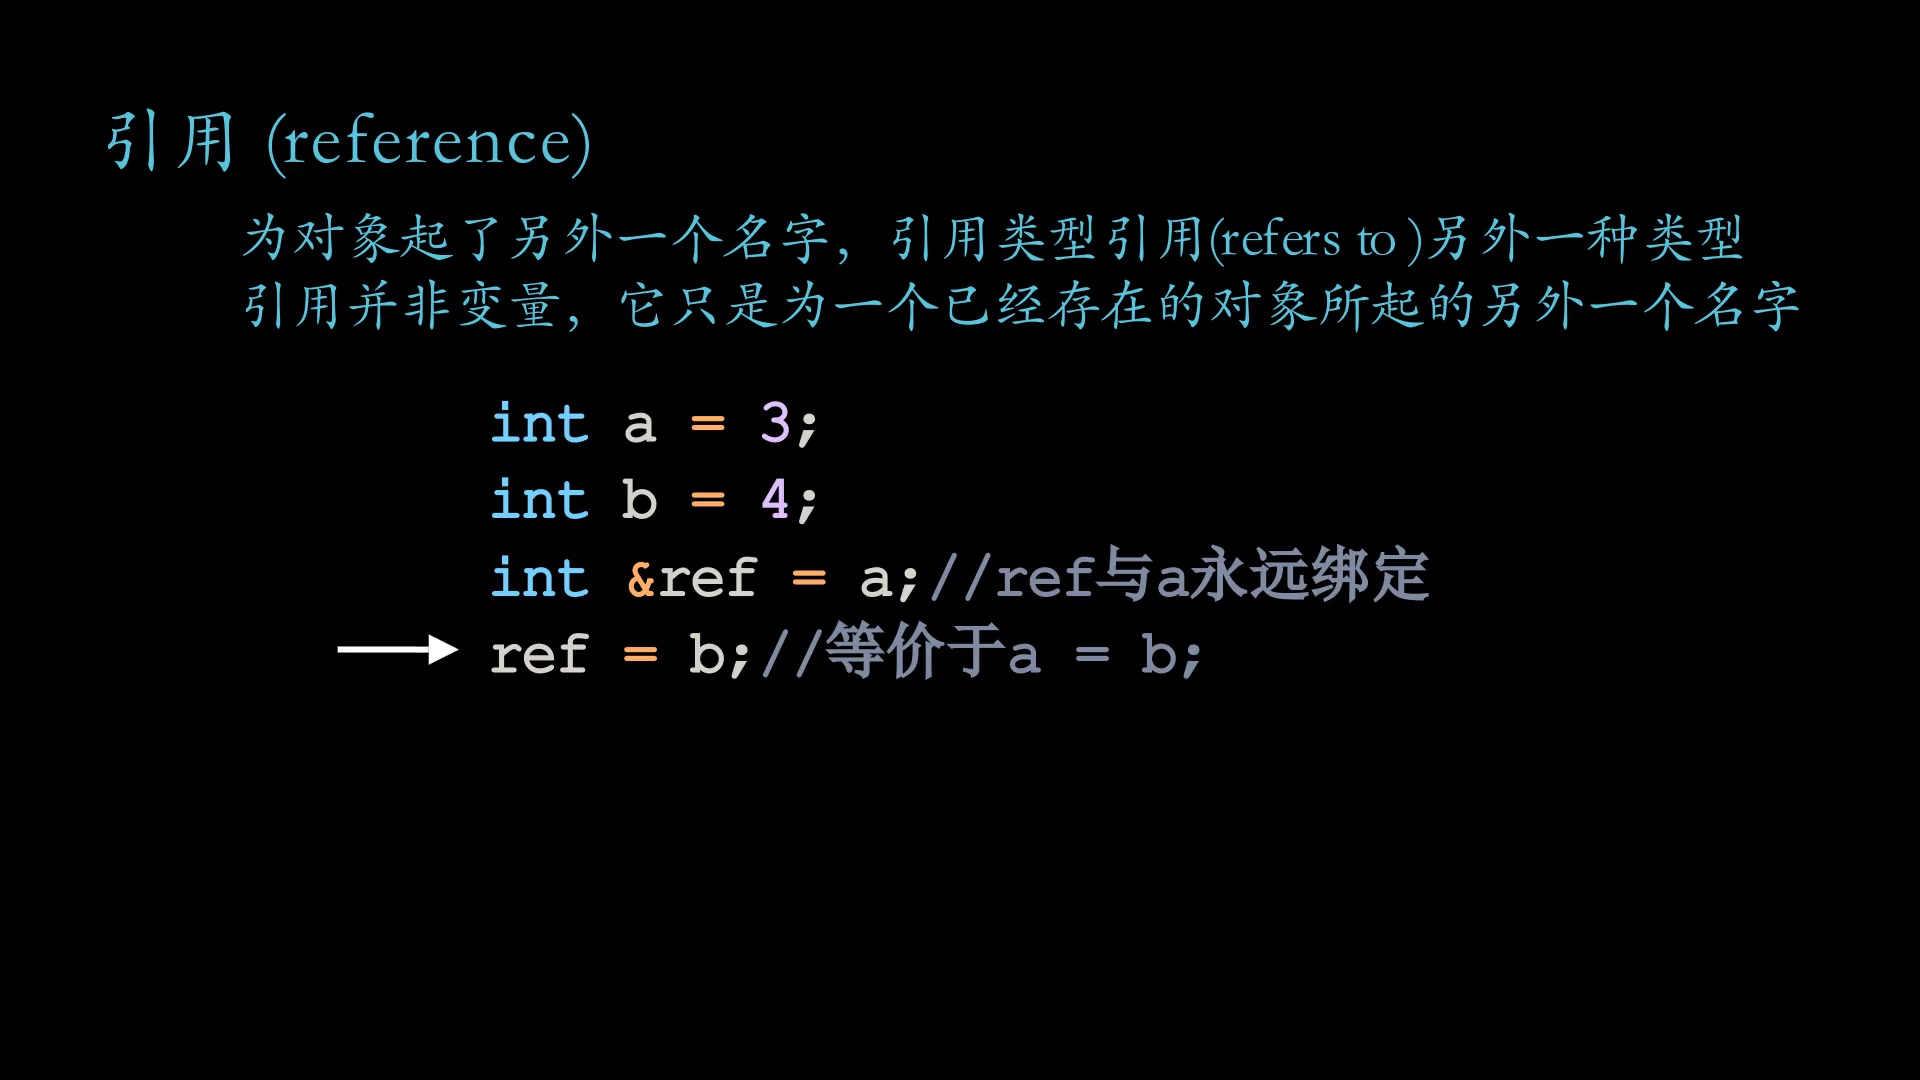 引用 (reference)
为对象起了另外一个名字，引用类型引用(refers to )另外一种类型
引用并非变量，它只是为一个已经存在的对象所起的另外一个名字
int a = 3;
int b = 4;
int &ref = a;//ref与a永远绑定
ref = b;//等价于a = b;